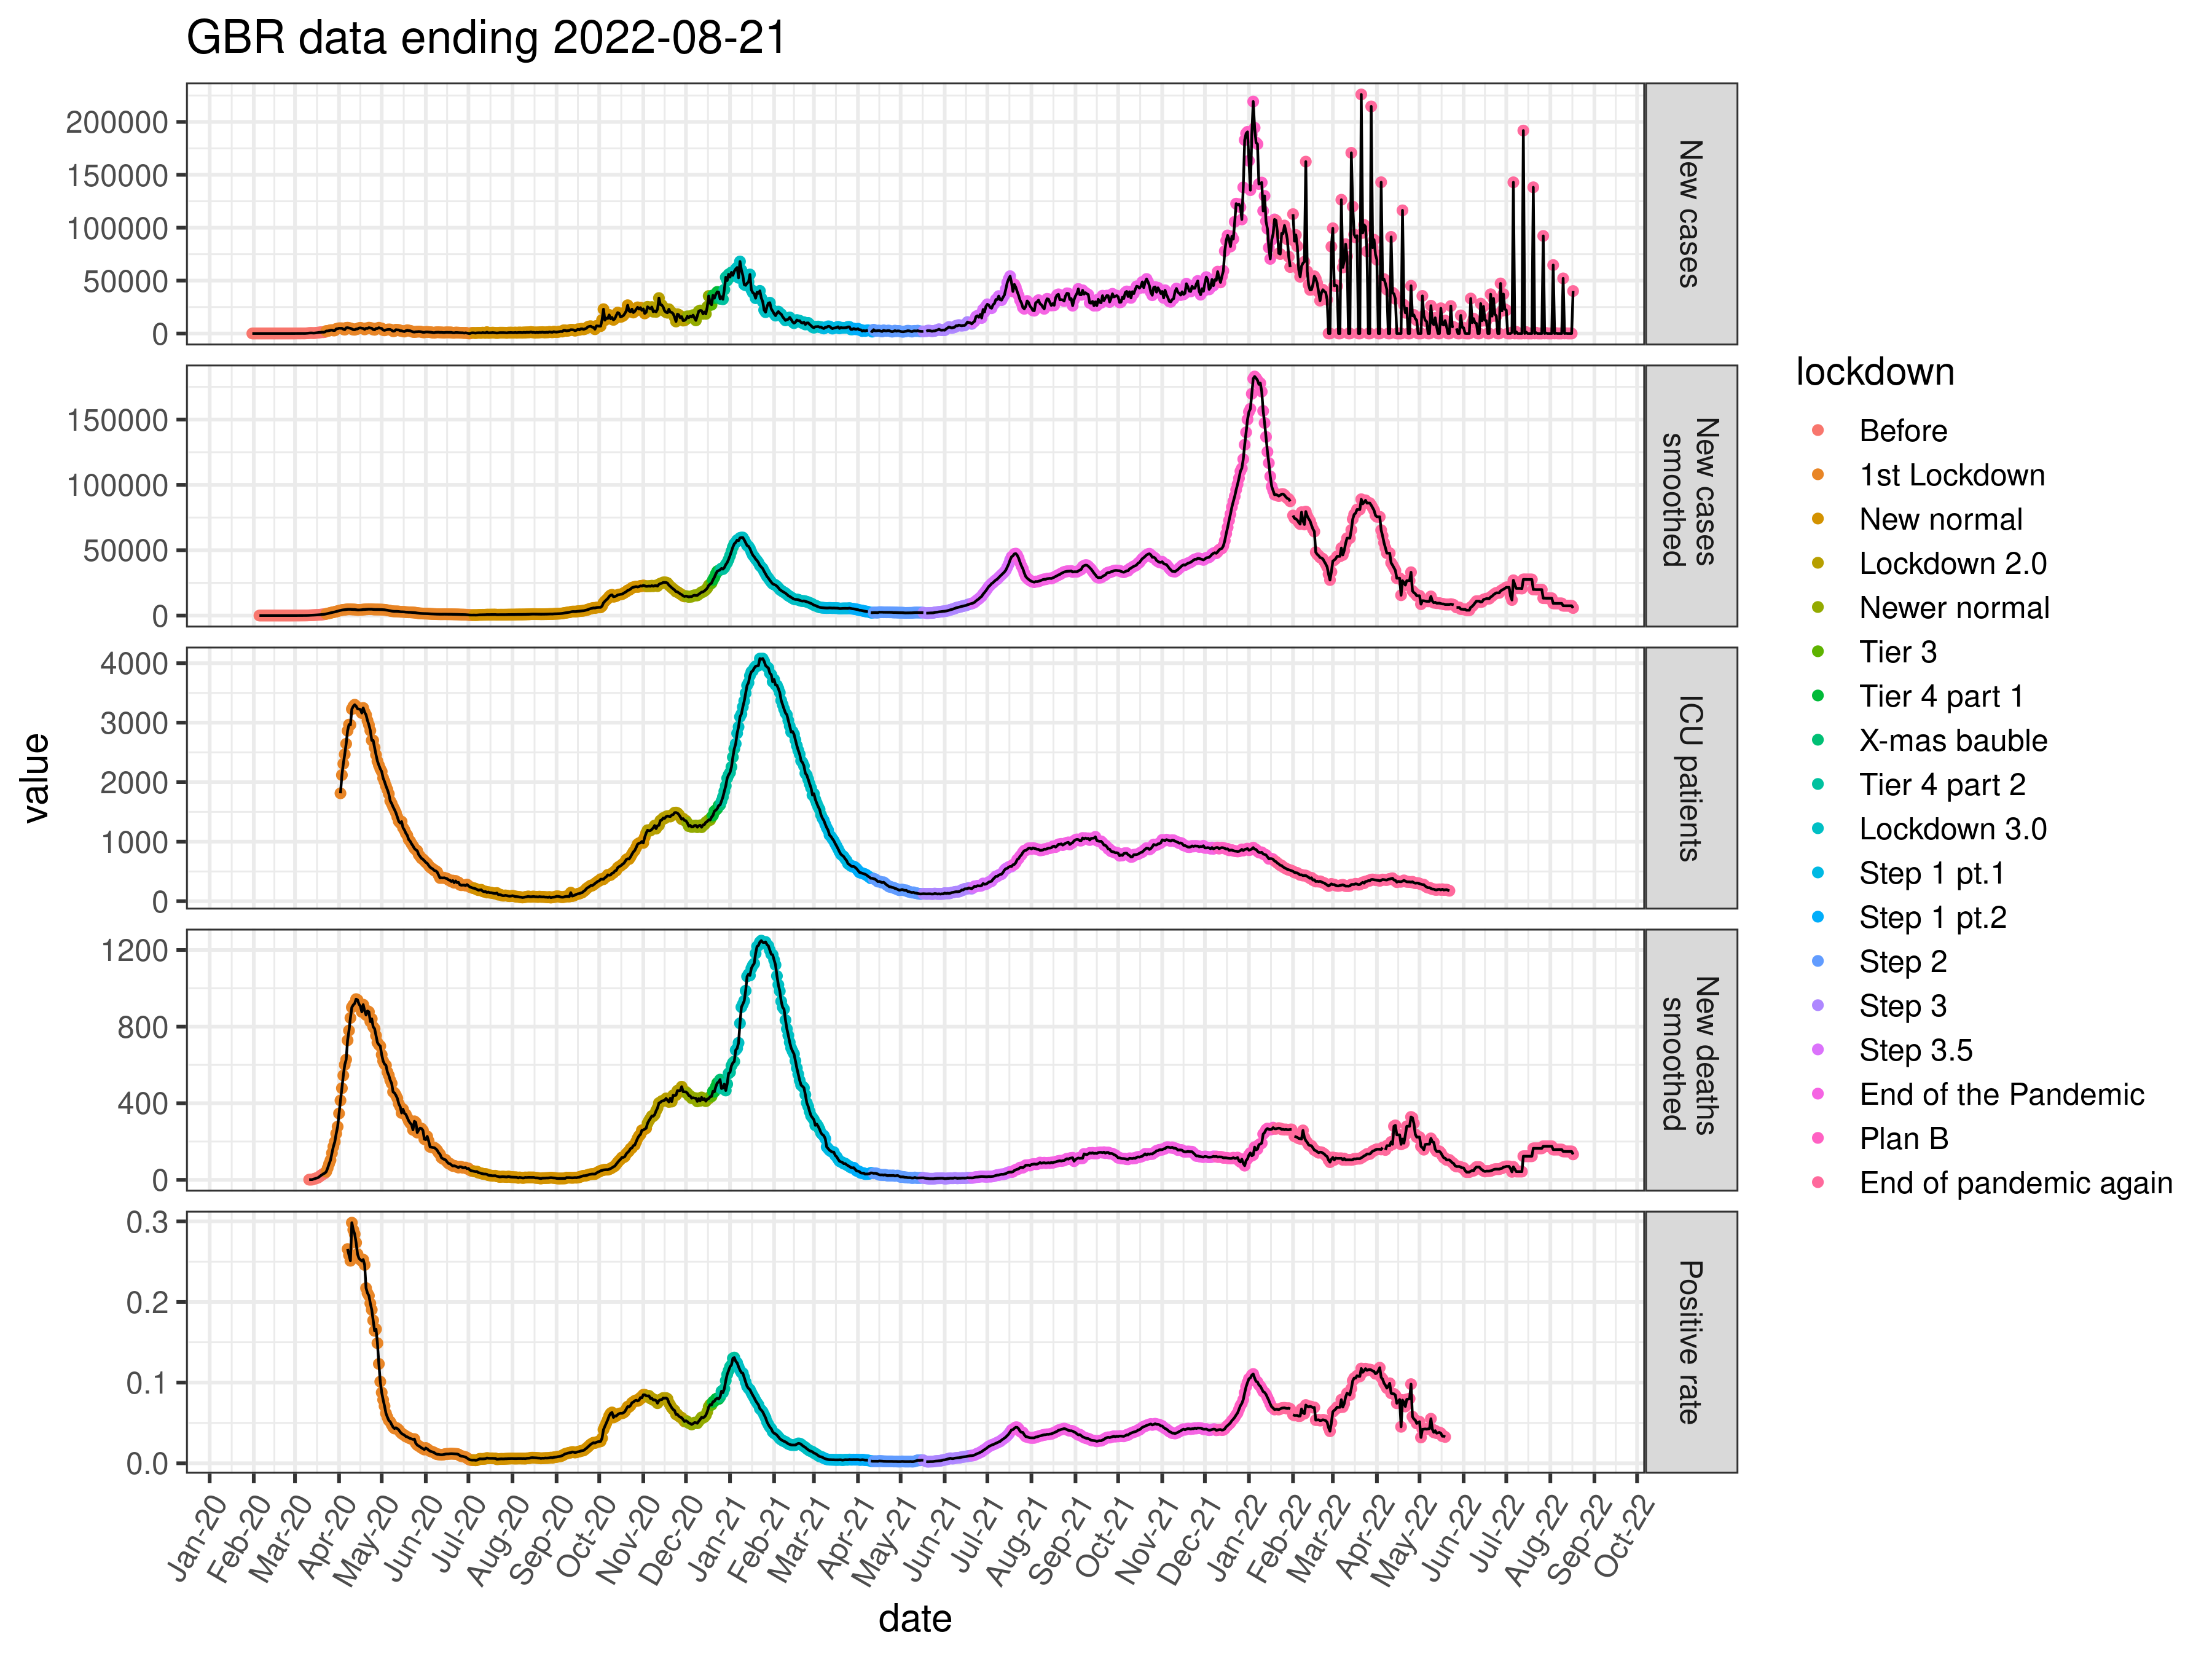 GBR data ending 2022-08-21
200000
150000
100000
50000
0
New cases
150000
100000
50000
0
New cases
smoothed
4000
3000
2000
1000
0
ICU patients
1200
800
400
0
New deaths
smoothed
0.3
0.2
0.1
0.0
Positive rate
value
Jan-20
Feb-20
Mar-20
Apr-20
May-20
Jun-20
Jul-20
Aug-20
Sep-20
Oct-20
Nov-20
Dec-20
Jan-21
Feb-21
Mar-21
Apr-21
May-21
Jun-21
Jul-21
Aug-21
Sep-21
Oct-21
Nov-21
Dec-21
Jan-22
Feb-22
Mar-22
Apr-22
May-22
Jun-22
Jul-22
Aug-22
Sep-22
Oct-22
date
lockdown
Before
1st Lockdown
New normal
Lockdown 2.0
Newer normal
Tier 3
Tier 4 part 1
X-mas bauble
Tier 4 part 2
Lockdown 3.0
Step 1 pt.1
Step 1 pt.2
Step 2
Step 3
Step 3.5
End of the Pandemic
Plan B
End of pandemic again